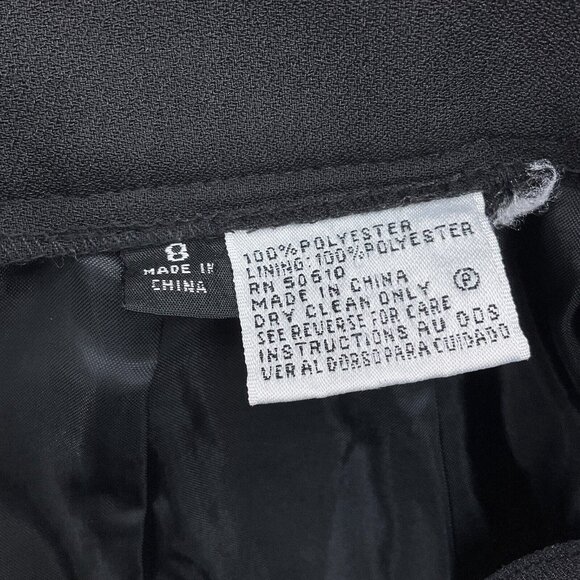 8
MADE IN
CHINA
100% POLYESTER
LINING: 100% POLYESTER
RN 50610
MADE IN CHINA
DRY CLEAN ONLY Ⓟ
SEE REVERSE FOR CARE
INSTRUCTIONS AU DOS
VER AL DORSO PARA CUIDADO